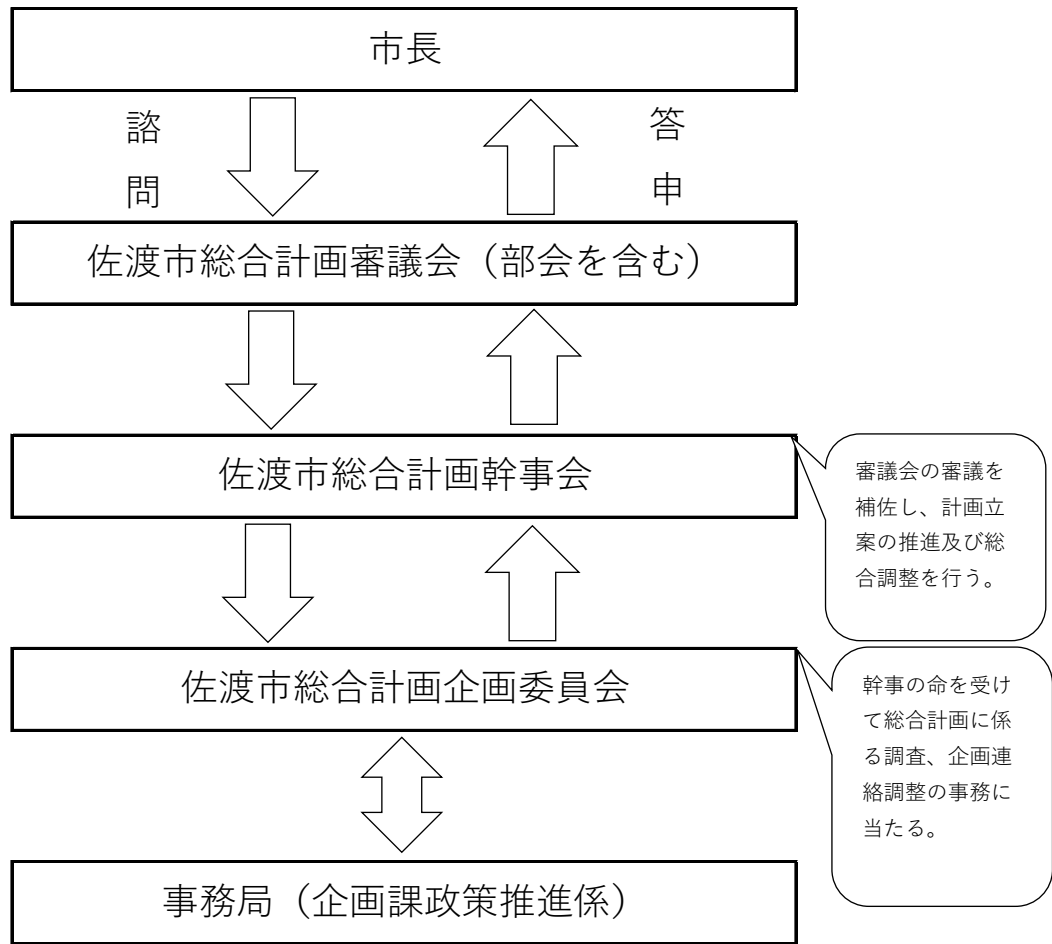 市長
諮問
答申
佐渡市総合計画審議会（部会を含む）
佐渡市総合計画幹事会
審議会の審議を
補佐し、計画立
案の推進及び総
合調整を行う。
佐渡市総合計画企画委員会
幹事の命を受け
て総合計画に係
る調査、企画連
絡調整の事務に
当たる。
事務局（企画課政策推進係）